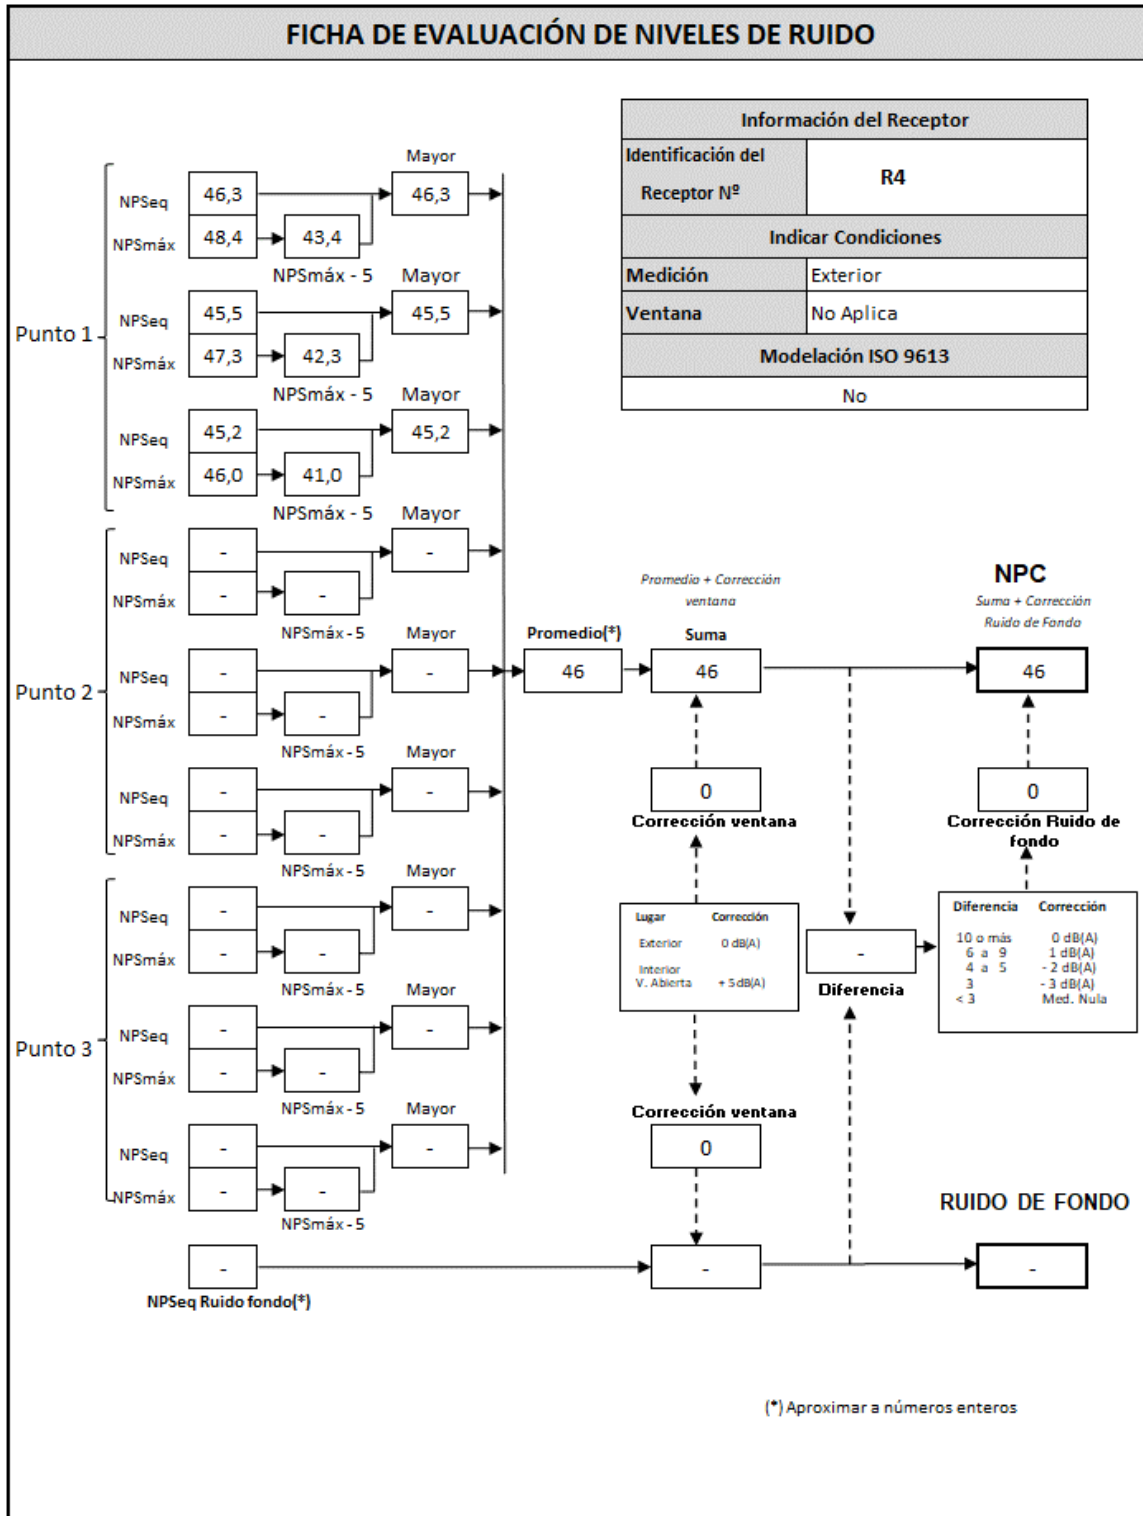 FICHA DE EVALUACIÓN DE NIVELES DE RUIDO
Información del Receptor
Identificación del Receptor Nº
R4
Indicar Condiciones
Medición Exterior
Ventana No Aplica
Modelación ISO 9613
No
Punto 1
Mayor
NPSeq 46,3 46,3
NPSmáx 48,4 43,4
NPSmáx - 5 Mayor
NPSeq 45,5 45,5
NPSmáx 47,3 42,3
NPSmáx - 5 Mayor
NPSeq 45,2 45,2
NPSmáx 46,0 41,0
NPSmáx - 5 Mayor
Punto 2
NPSeq - -
NPSmáx - -
NPSmáx - 5 Mayor
NPSeq - -
NPSmáx - -
NPSmáx - 5 Mayor
NPSeq - -
NPSmáx - -
NPSmáx - 5 Mayor
Punto 3
NPSeq - -
NPSmáx - -
NPSmáx - 5 Mayor
NPSeq - -
NPSmáx - -
NPSmáx - 5 Mayor
NPSeq - -
NPSmáx - -
NPSmáx - 5
-
NPSeq Ruido fondo(*)
Promedio(*)
46
Promedio + Corrección
ventana
Suma
46
0
Corrección ventana
Lugar Corrección
Exterior 0 dB(A)
Interior
V. Abierta + 5 dB(A)
Corrección ventana
0
-
-
Diferencia
NPC
Suma + Corrección
Ruido de Fondo
46
0
Corrección Ruido de
fondo
Diferencia Corrección
10 o más 0 dB(A)
6 a 9 1 dB(A)
4 a 5 - 2 dB(A)
3 - 3 dB(A)
< 3 Med. Nula
RUIDO DE FONDO
-
(*) Aproximar a números enteros